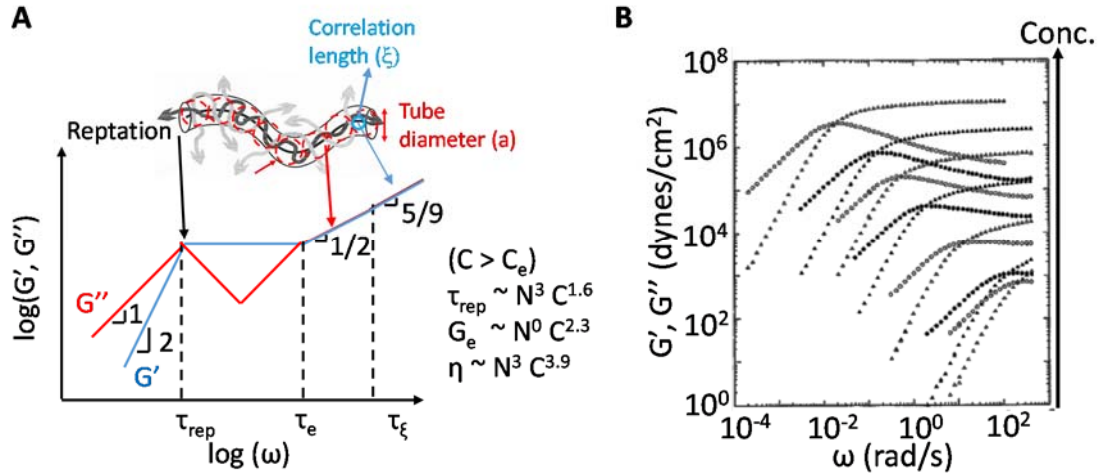 A
Correlation
length (ξ)
Reptation
Tube
diameter (a)
5/9
1/2
G''
1
2
G'
log(G', G'')
τrep
τe
τξ
log (ω)
(C > Ce)
τrep ~ N³ C¹·⁶
Ge ~ N⁰ C²·³
η ~ N³ C³·⁹
B
Conc.
10⁸
10⁶
10⁴
10²
10⁰
G', G'' (dynes/cm²)
10⁻⁴ 10⁻² 10⁰ 10²
ω (rad/s)